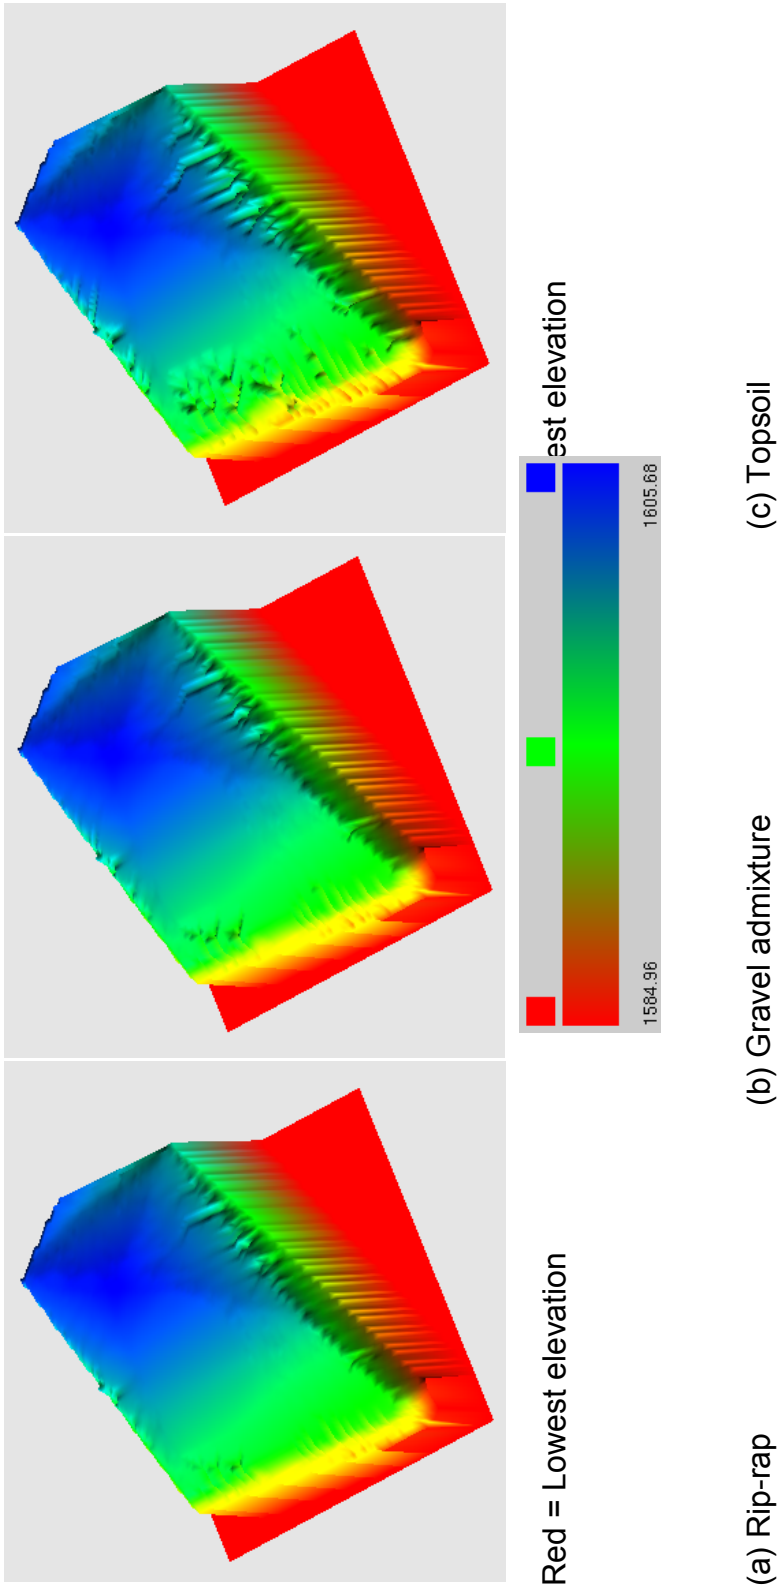 Red = Lowest elevation
est elevation
1584.96
1605.68
(a) Rip-rap
(b) Gravel admixture
(c) Topsoil